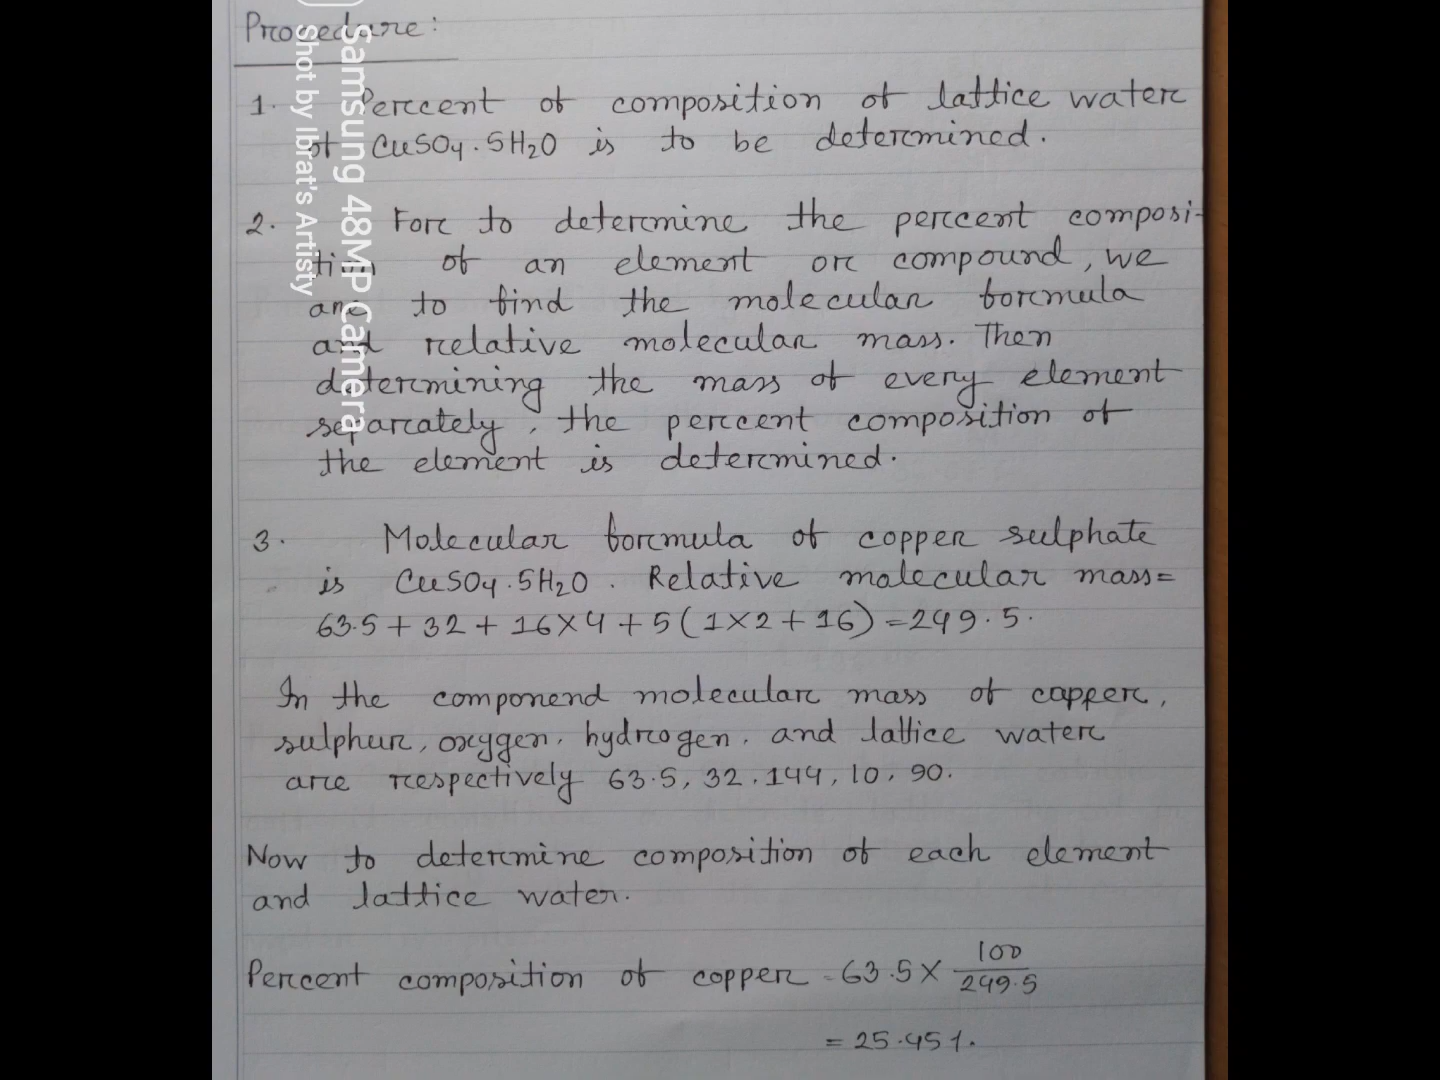 Procedure:
1. Percent of composition of lattice water
of CuSO4.5H2O is to be determined.
2. For to determine the percent composi-
tion of an element or compound, we
are to find the molecular formula
and relative molecular mass. Then
determining the mass of every element
separately, the percent composition of
the element is determined.
3. Molecular formula of copper sulphate
is CuSO4.5H2O. Relative molecular mass=
63.5+32+16×4+5(1×2+16)=249.5.
In the componend molecular mass of capper,
sulphur, oxygen, hydrogen, and lattice water
are respectively 63.5, 32, 144, 10, 90.
Now to determine composition of each element
and lattice water.
Percent composition of copper = 63.5 × 100/249.5
= 25.45%.
Samsung 48MP Camera
Shot by Ibrat's Artisty